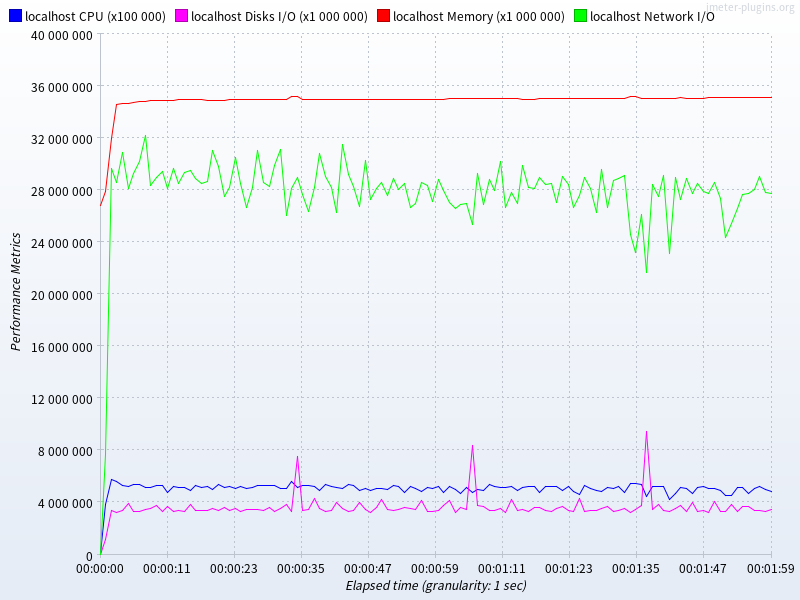 jmeter-plugins.org
localhost CPU (x100 000) localhost Disks I/O (x1 000 000) localhost Memory (x1 000 000) localhost Network I/O
40 000 000
36 000 000
32 000 000
28 000 000
24 000 000
20 000 000
16 000 000
12 000 000
8 000 000
4 000 000
0
Performance Metrics
00:00:00 00:00:11 00:00:23 00:00:35 00:00:47 00:00:59 00:01:11 00:01:23 00:01:35 00:01:47 00:01:59
Elapsed time (granularity: 1 sec)